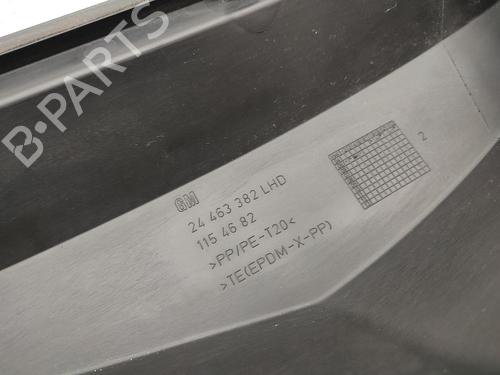 B-PARTS
GM
24 463 382 LHD
115 46 82
>PP/PE-T20<
>TE(EPDM-X-PP)
2